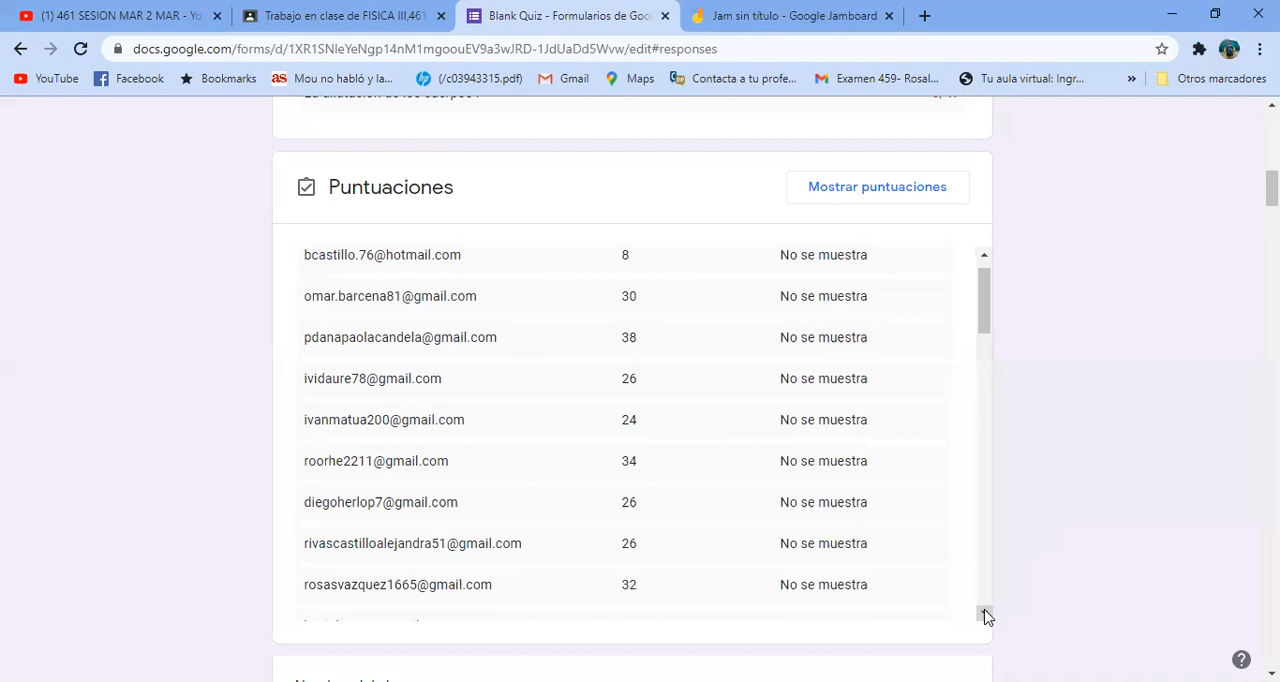 (1) 461 SESION MAR 2 MAR - Yo
Trabajo en clase de FISICA III,461
Blank Quiz - Formularios de Goo
Jam sin título - Google Jamboard
docs.google.com/forms/d/1XR1SNIeYeNgp14nM1mgoouEV9a3wJRD-1JdUaDd5Wvw/edit#responses
YouTube
Facebook
Bookmarks
Mou no habló y la...
(/c03943315.pdf)
Gmail
Maps
Contacta a tu profe...
Examen 459- Rosal...
Tu aula virtual: Ingr...
»
Otros marcadores
Puntuaciones
Mostrar puntuaciones
bcastillo.76@hotmail.com 8 No se muestra
omar.barcena81@gmail.com 30 No se muestra
pdanapaolacandela@gmail.com 38 No se muestra
ividaure78@gmail.com 26 No se muestra
ivanmatua200@gmail.com 24 No se muestra
roorhe2211@gmail.com 34 No se muestra
diegoherlop7@gmail.com 26 No se muestra
rivascastilloalejandra51@gmail.com 26 No se muestra
rosasvazquez1665@gmail.com 32 No se muestra